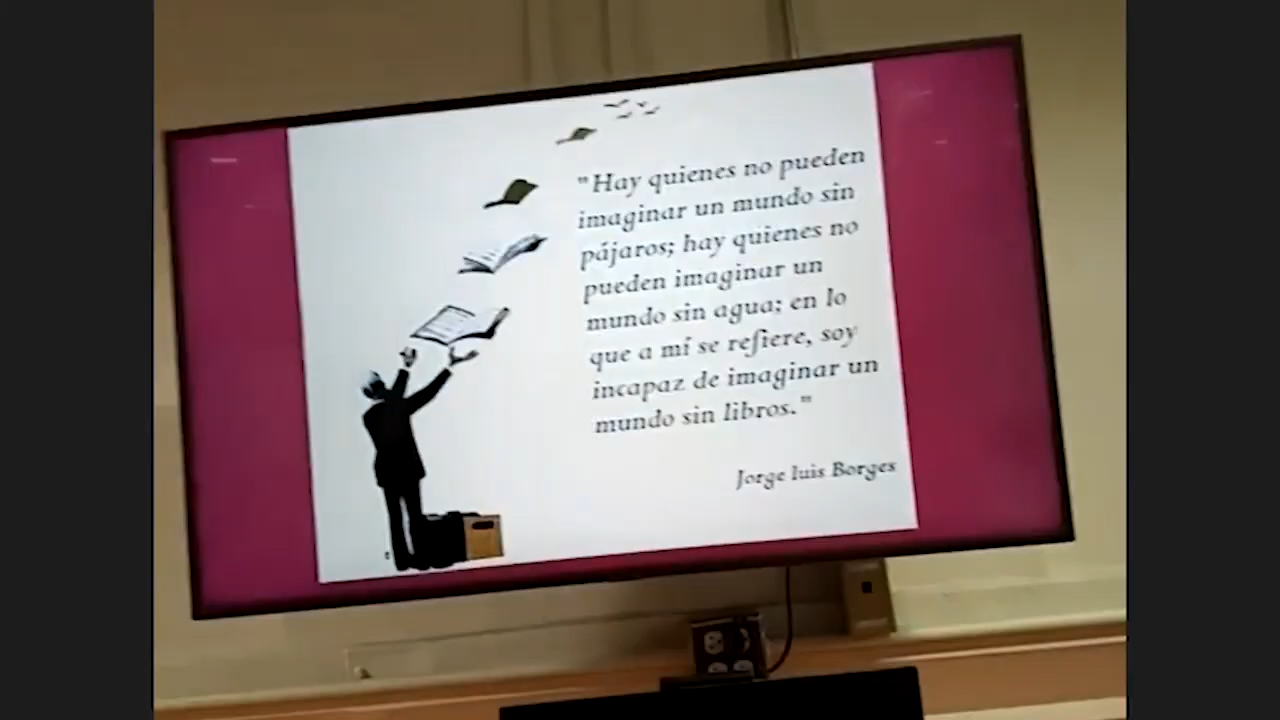 "Hay quienes no pueden
imaginar un mundo sin
pájaros; hay quienes no
pueden imaginar un
mundo sin agua; en lo
que a mí se refiere, soy
incapaz de imaginar un
mundo sin libros."
Jorge luis Borges